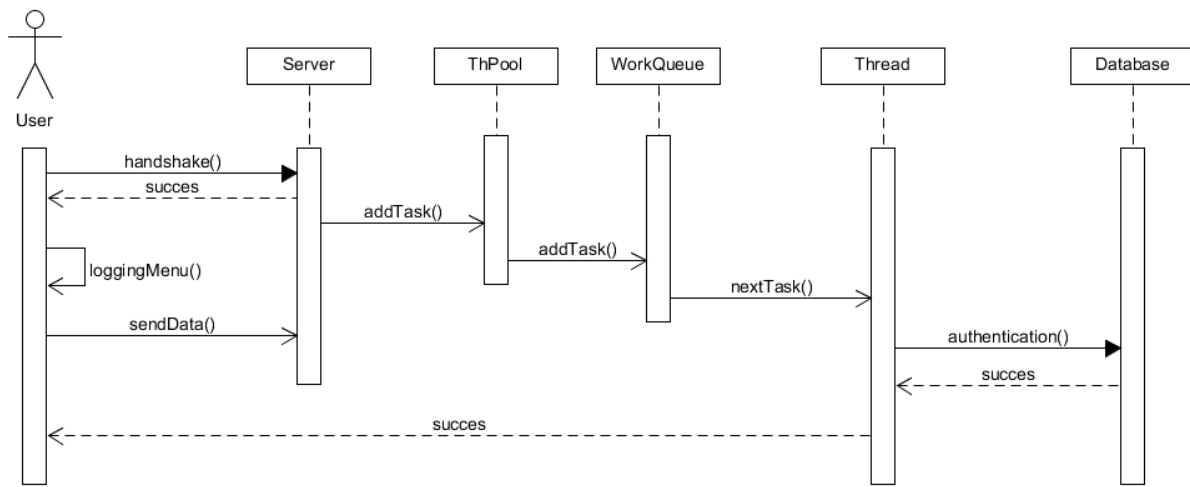 Server
ThPool
WorkQueue
Thread
Database
User
handshake()
succes
addTask()
addTask()
loggingMenu()
nextTask()
sendData()
authentication()
succes
succes